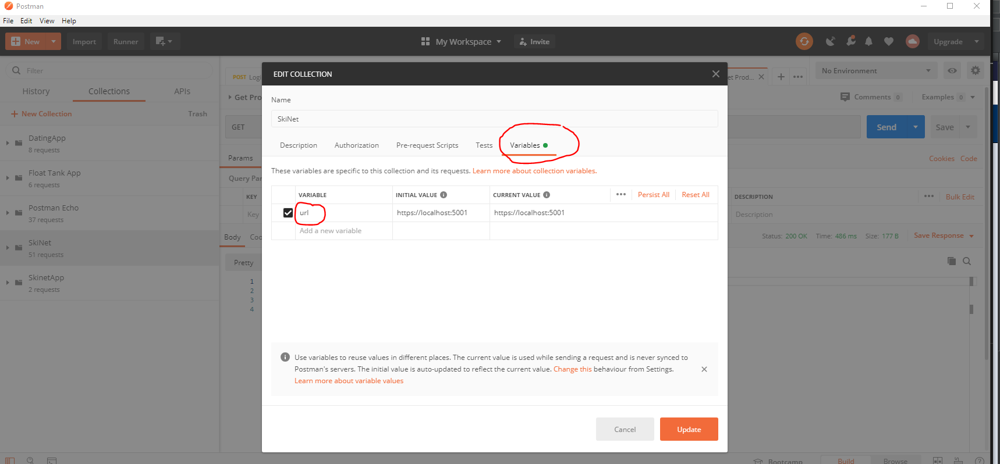 Postman
File Edit View Help
New Import Runner My Workspace Invite Upgrade
Filter
History Collections APIs
New Collection Trash
DatingApp
8 requests
Float Tank App
6 requests
Postman Echo
37 requests
SkiNet
51 requests
SkinetApp
2 requests
POST Logi
Get Pro
GET
Params
Query Par
KEY
Key
Body Coo
Pretty
1
2
3
4
EDIT COLLECTION
Name
SkiNet
Description Authorization Pre-request Scripts Tests Variables
These variables are specific to this collection and its requests. Learn more about collection variables.
VARIABLE INITIAL VALUE CURRENT VALUE ••• Persist All Reset All
url https://localhost:5001 https://localhost:5001
Add a new variable
Use variables to reuse values in different places. The current value is used while sending a request and is never synced to
Postman's servers. The initial value is auto-updated to reflect the current value. Change this behaviour from Settings.
Learn more about variable values
Cancel Update
et Prod... No Environment
Comments 0 Examples 0
Send Save
Cookies Code
DESCRIPTION ••• Bulk Edit
Description
Status: 200 OK Time: 486 ms Size: 177 B Save Response
Bootcamp Build Browse